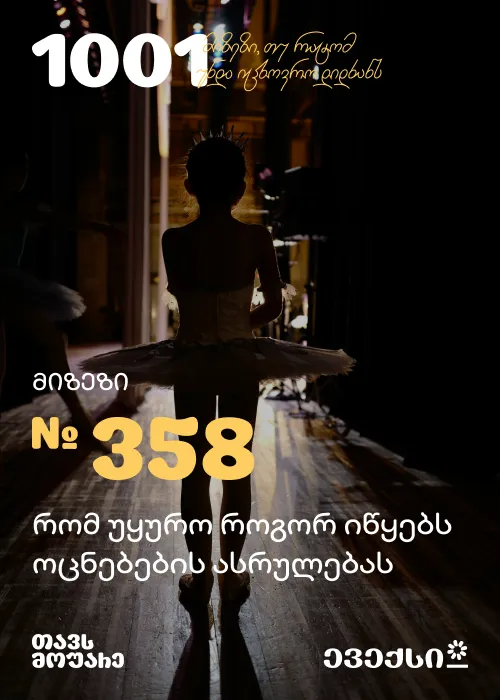 1001 მიზეზი, თუ რატომ
უნდა იცხოვრო დიდხანს
მიზეზი
№ 358
რომ უყურო როგორ იწყებს
ოცნებების ასრულებას
თავს
მოუარე
ევექსი